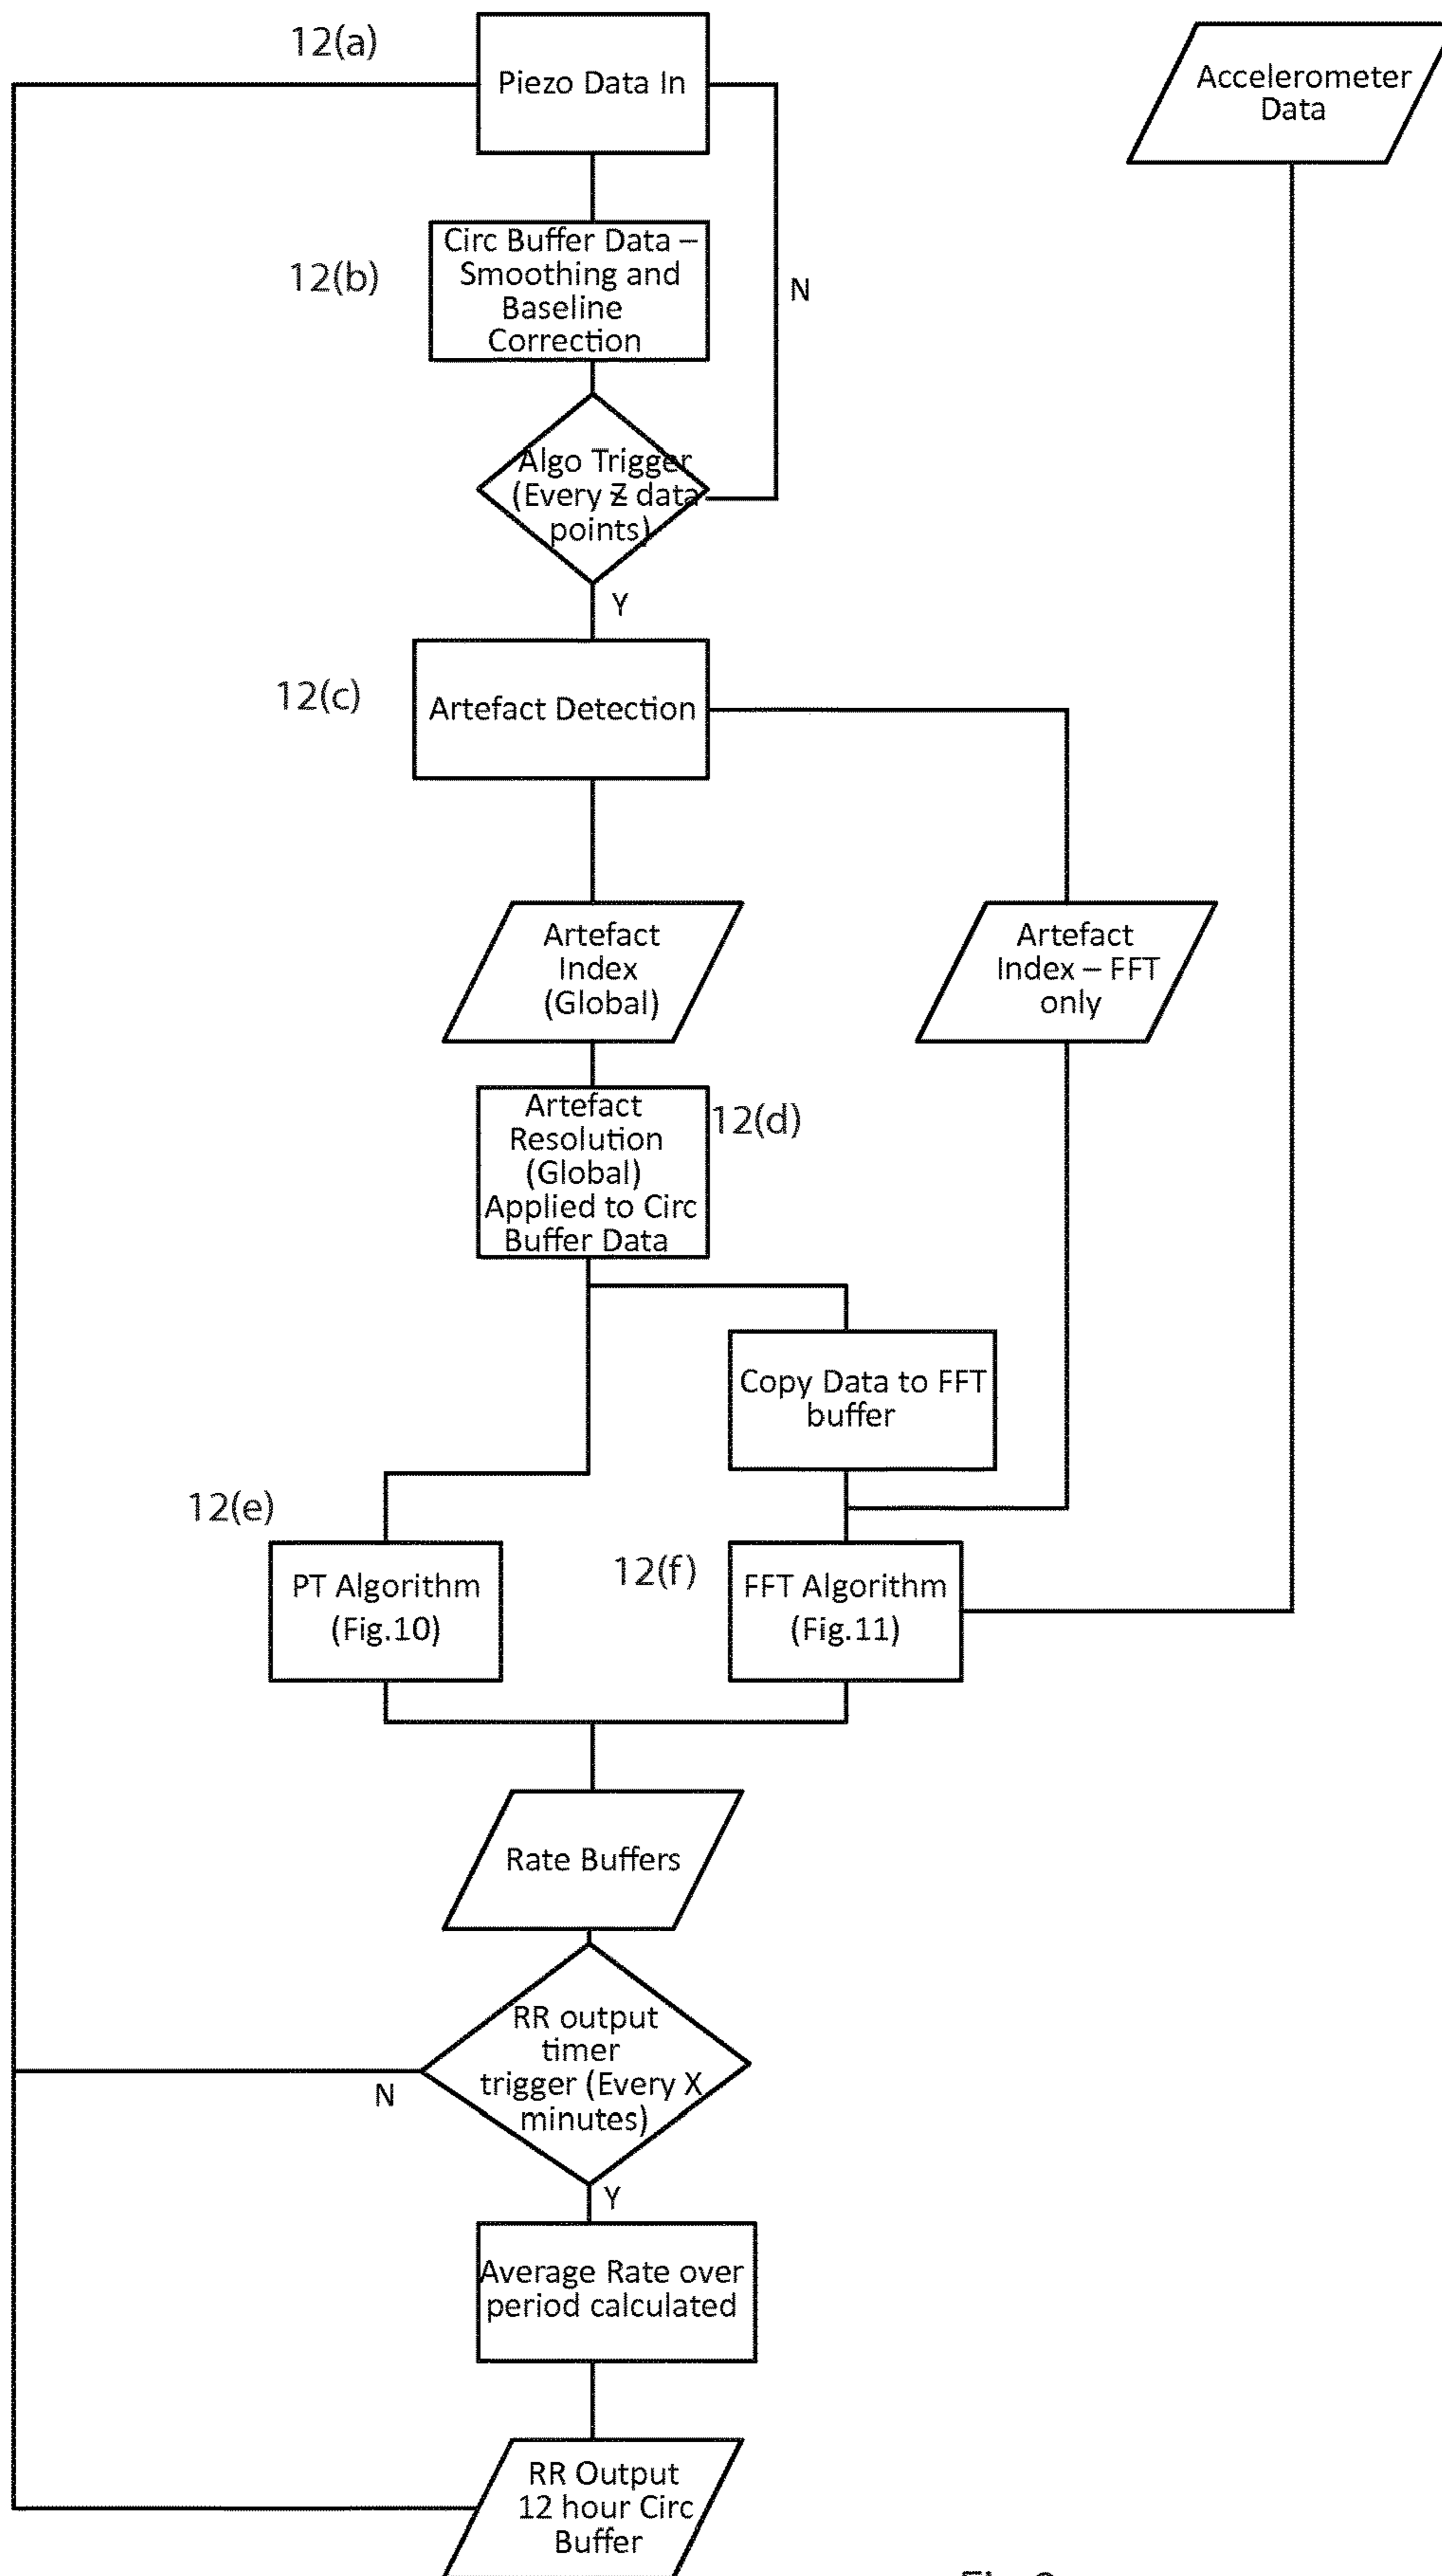 12(a)
Piezo Data In
Accelerometer
Data
12(b)
Circ Buffer Data –
Smoothing and
Baseline
Correction
N
Algo Trigger
(Every Z data
points)
Y
12(c)
Artefact Detection
Artefact
Index
(Global)
Artefact
Index – FFT
only
Artefact
Resolution
(Global)
Applied to Circ
Buffer Data
12(d)
Copy Data to FFT
buffer
12(e)
PT Algorithm
(Fig.10)
12(f)
FFT Algorithm
(Fig.11)
Rate Buffers
RR output
timer
trigger (Every X
minutes)
N
Y
Average Rate over
period calculated
RR Output
12 hour Circ
Buffer